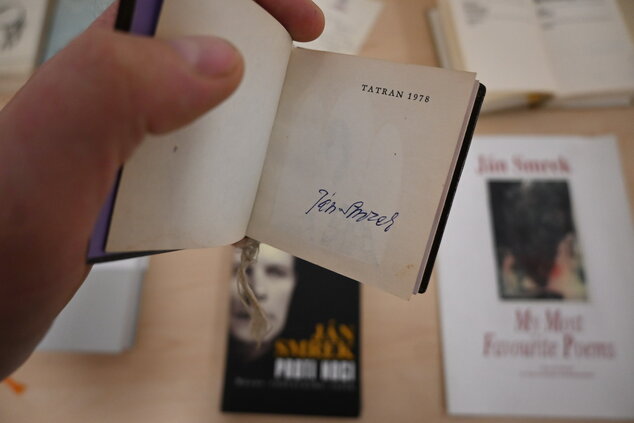 TATRAN 1978
Ján Smrek
Ján Smrek
My Most
Favourite Poems
JÁN
SMREK
PROTI NOCI